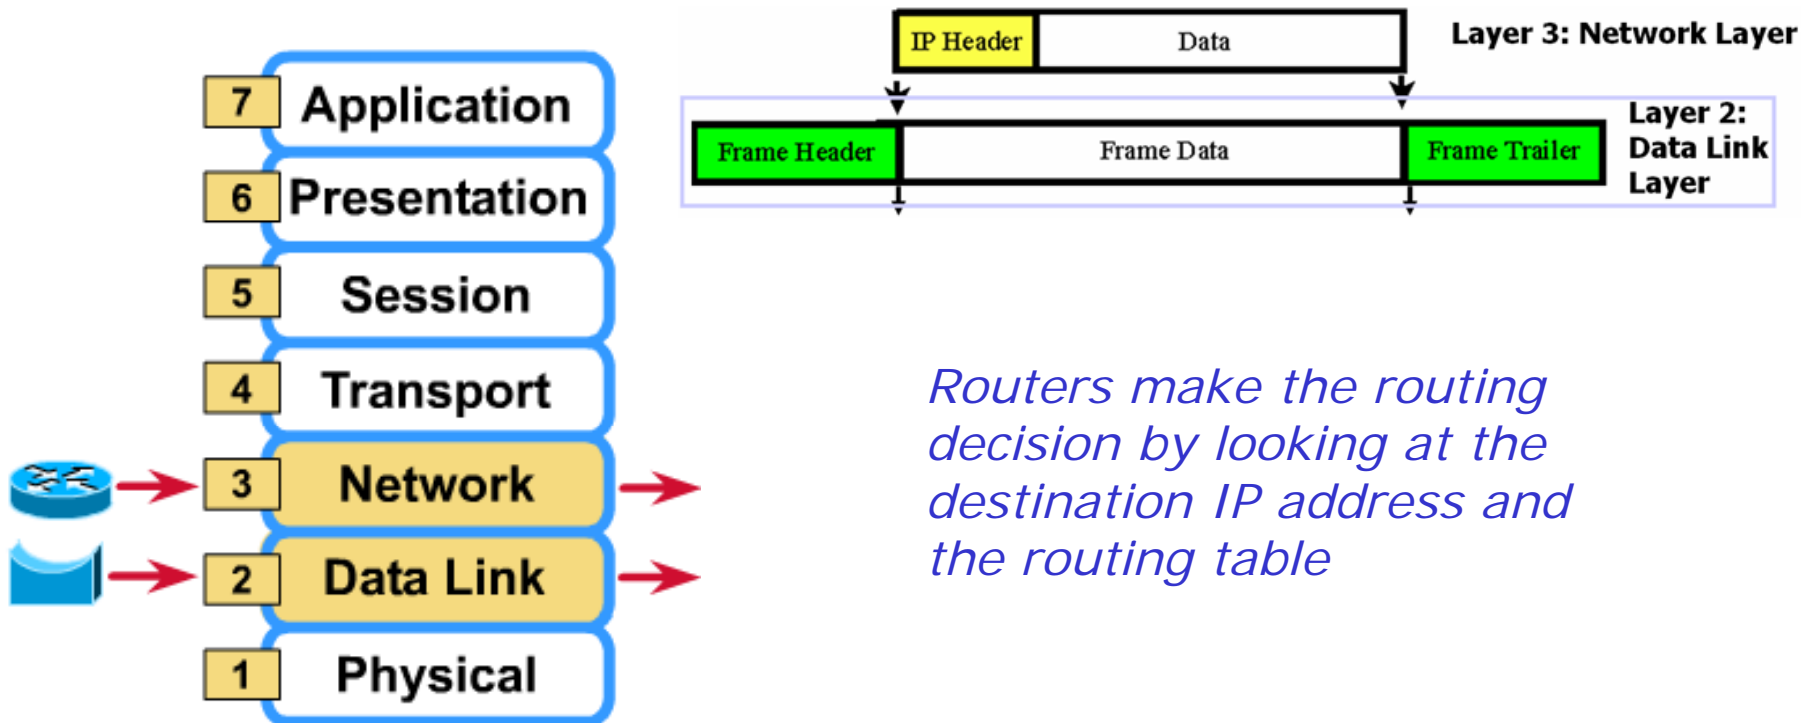 7 Application
6 Presentation
5 Session
4 Transport
3 Network
2 Data Link
1 Physical
IP Header Data Layer 3: Network Layer
Frame Header Frame Data Frame Trailer
Layer 2:
Data Link
Layer
Routers make the routing
decision by looking at the
destination IP address and
the routing table